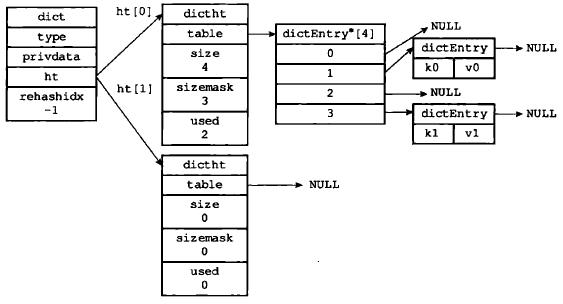 dict
type
privdata
ht
rehashidx
-1
ht[0]
ht[1]
dictht
table
size
4
sizemask
3
used
2
dictht
table
size
0
sizemask
0
used
0
NULL
dictEntry*[4]
0
1
2
3
NULL
dictEntry
k0 v0
NULL
NULL
dictEntry
k1 v1
NULL